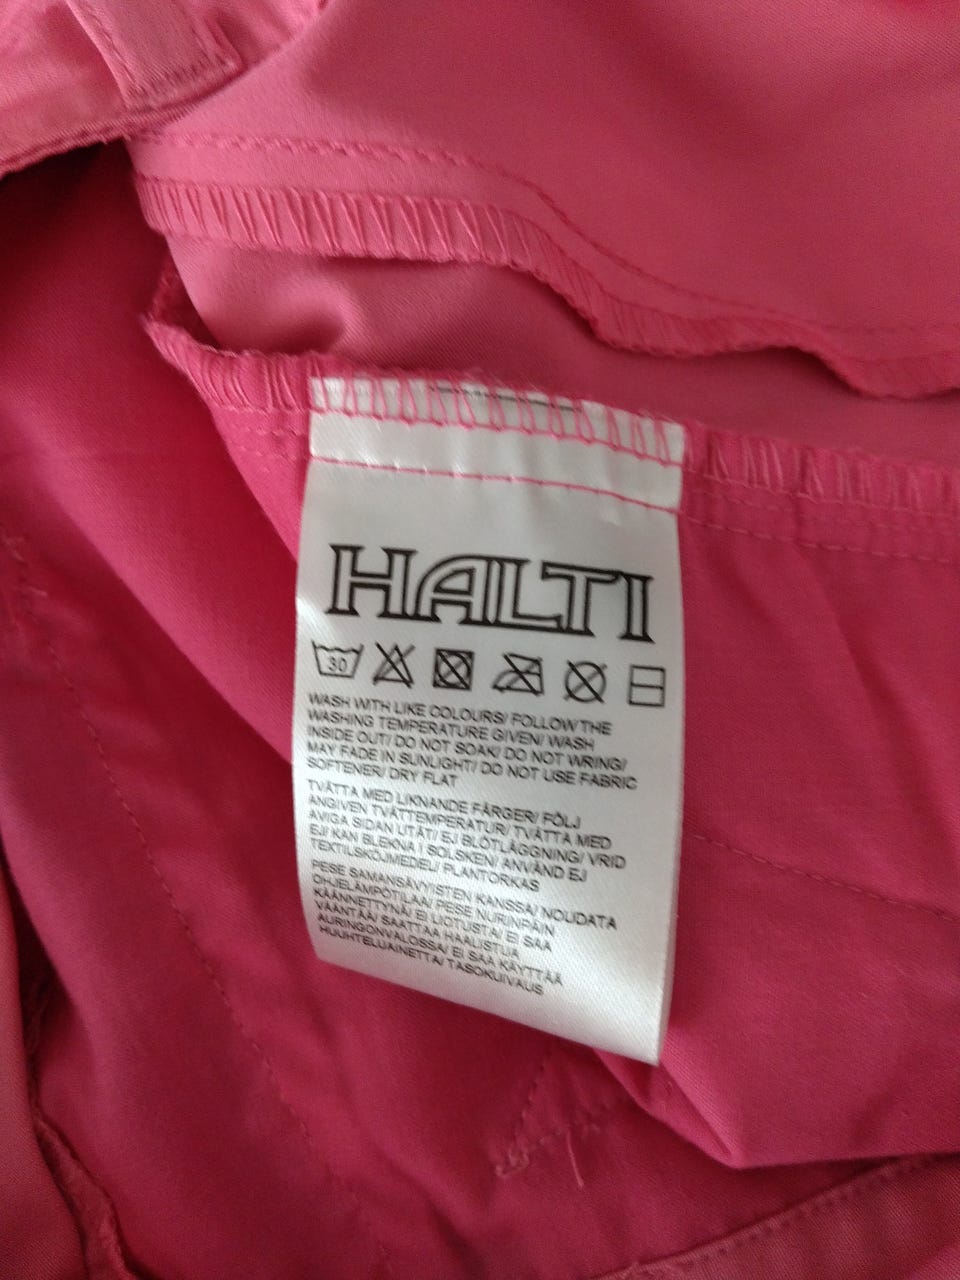 HALTI
30
WASH WITH LIKE COLOURS/ FOLLOW THE
WASHING TEMPERATURE GIVEN/ WASH
INSIDE OUT/ DO NOT SOAK/ DO NOT WRING/
MAY FADE IN SUNLIGHT/ DO NOT USE FABRIC
SOFTENER/ DRY FLAT
TVÄTTA MED LIKNANDE FÄRGER/ FÖLJ
ANGIVEN TVÄTTEMPERATUR/ TVÄTTA MED
AVIGA SIDAN UTÅT/ EJ BLÖTLÄGGNING/ VRID
EJ/ KAN BLEKNA I SOLSKEN/ ANVÄND EJ
TEXTILSKÖJMEDEL/ PLANTORKAS
PESE SAMANSÄVYISTEN KANSSA/ NOUDATA
OHJELÄMPÖTILAA/ PESE NURINPÄIN
KÄÄNNETTYNÄ/ EI LIOTUSTA/ EI SAA
VÄÄNTÄÄ/ SAATTAA HAALISTUA
AURINGONVALOSSA/ EI SAA KÄYTTÄÄ
HUUHTELUAINETTA/ TASOKUIVAUS